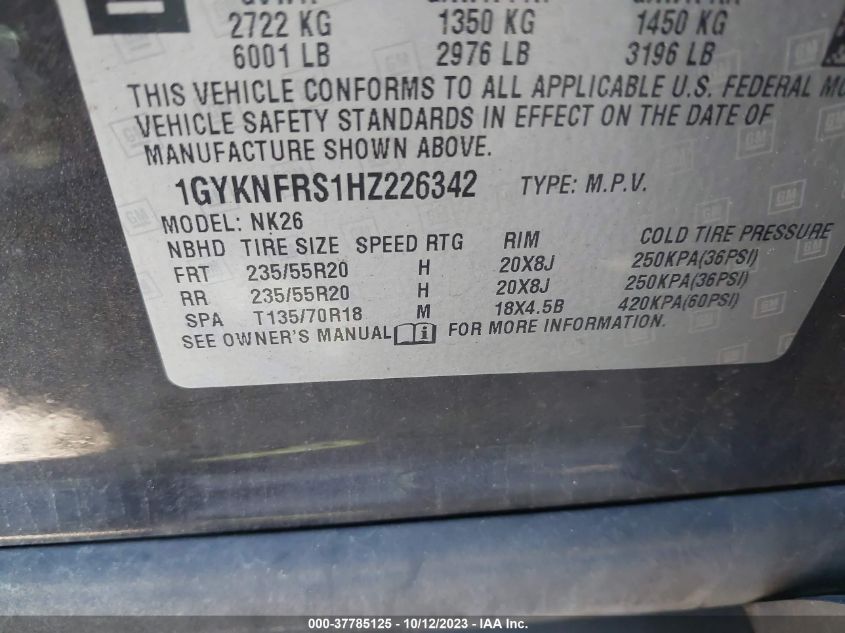 2722 KG 1350 KG 1450 KG
6001 LB 2976 LB 3196 LB
THIS VEHICLE CONFORMS TO ALL APPLICABLE U.S. FEDERAL
VEHICLE SAFETY STANDARDS IN EFFECT ON THE DATE OF
MANUFACTURE SHOWN ABOVE.
1GYKNFRS1HZ226342 TYPE: M.P.V.
MODEL: NK26
NBHD TIRE SIZE SPEED RTG RIM COLD TIRE PRESSURE
FRT 235/55R20 H 20X8J 250KPA(36PSI)
RR 235/55R20 H 20X8J 250KPA(36PSI)
SPA T135/70R18 M 18X4.5B 420KPA(60PSI)
SEE OWNER'S MANUAL i FOR MORE INFORMATION.
000-37785125 - 10/12/2023 - IAA Inc.